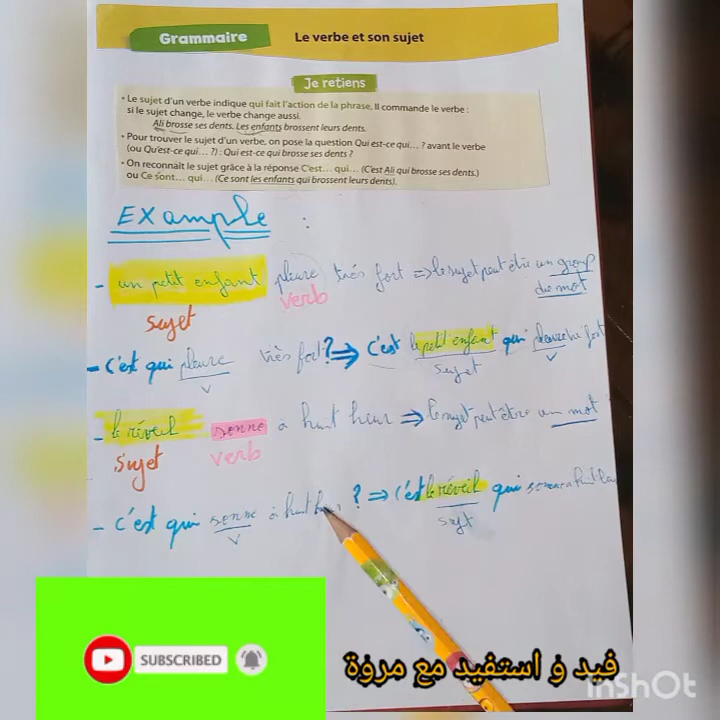 Grammaire Le verbe et son sujet
Je retiens
• Le sujet d'un verbe indique qui fait l'action de la phrase. Il commande le verbe :
si le sujet change, le verbe change aussi.
Ali brosse ses dents. Les enfants brossent leurs dents.
• Pour trouver le sujet d'un verbe, on pose la question Qui est-ce qui... ? avant le verbe
(ou Qu'est-ce qui... ?) : Qui est-ce qui brosse ses dents ?
• On reconnaît le sujet grâce à la réponse C'est... qui... (C'est Ali qui brosse ses dents.)
ou Ce sont... qui... (Ce sont les enfants qui brossent leurs dents).
EXample :
- un petit enfant pleure très fort ⇒ le sujet peut être un group
du mot
sujet verb
- C'est qui pleure très fort ? ⇒ C'est le petit enfant qui pleure fort
v sujet v
- le réveil sonne à huit heur ⇒ le sujet peut être un mot
sujet verb
- C'est qui sonne à huit ? ⇒ C'est le réveil qui sonne huit
v sujt
SUBSCRIBED
فيد و استفيد مع مروة
InShOt